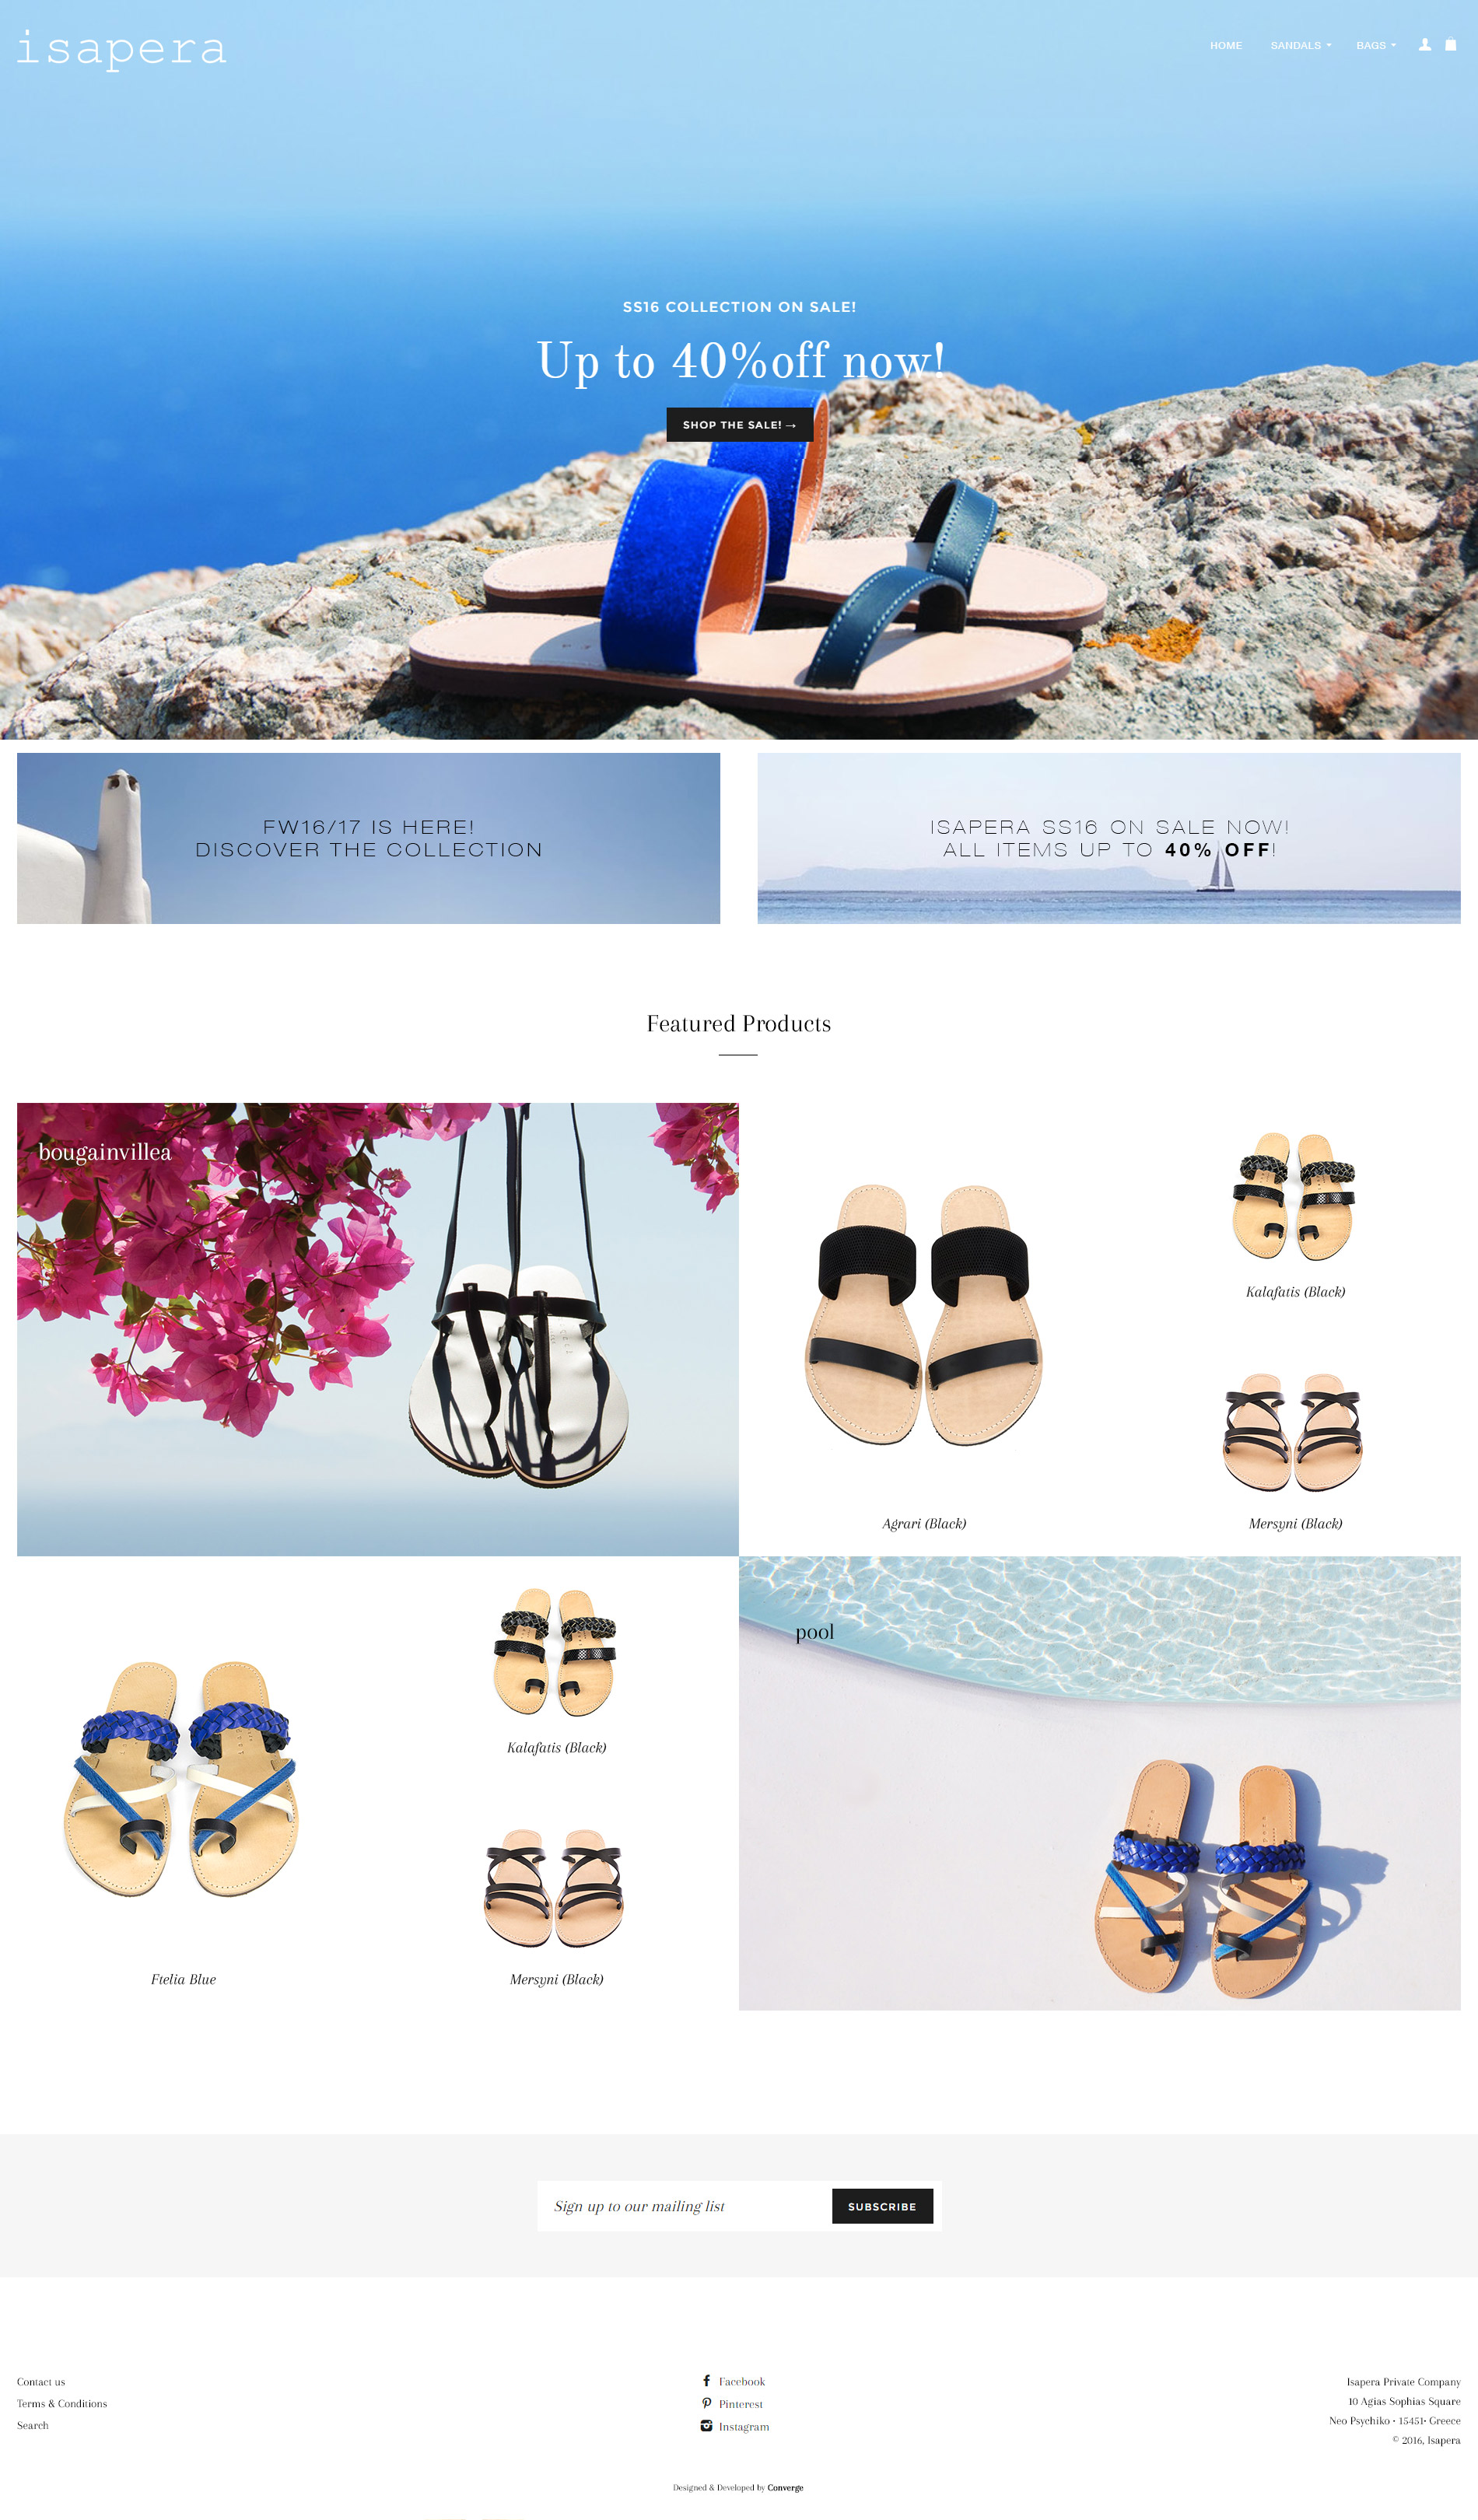 isapera
HOME SANDALS BAGS
SS16 COLLECTION ON SALE!
Up to 40%off now!
SHOP THE SALE! →
FW16/17 IS HERE!
DISCOVER THE COLLECTION
ISAPERA SS16 ON SALE NOW!
ALL ITEMS UP TO 40% OFF!
Featured Products
bougainvillea
Kalafatis (Black)
Agrari (Black)
Mersyni (Black)
pool
Kalafatis (Black)
Ftelia Blue
Mersyni (Black)
Sign up to our mailing list
SUBSCRIBE
Contact us
Terms & Conditions
Search
Facebook
Pinterest
Instagram
Isapera Private Company
10 Agias Sophias Square
Neo Psychiko • 15451• Greece
© 2016, Isapera
Designed & Developed by Converge